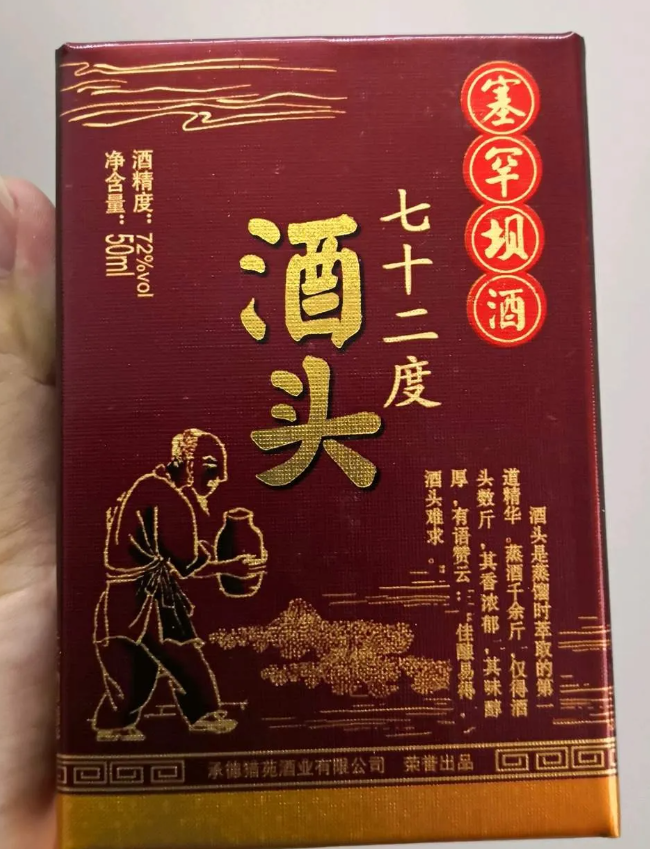 塞罕坝酒
七十二度
酒头
酒精度：72%vol
净含量：50ml
酒头是蒸馏时萃取的第一
道精华。蒸酒千余斤，仅得酒
头数斤，其香浓郁，其味醇
厚，有语赞云：“佳酿易得，
酒头难求。”
承德猫苑酒业有限公司 荣誉出品